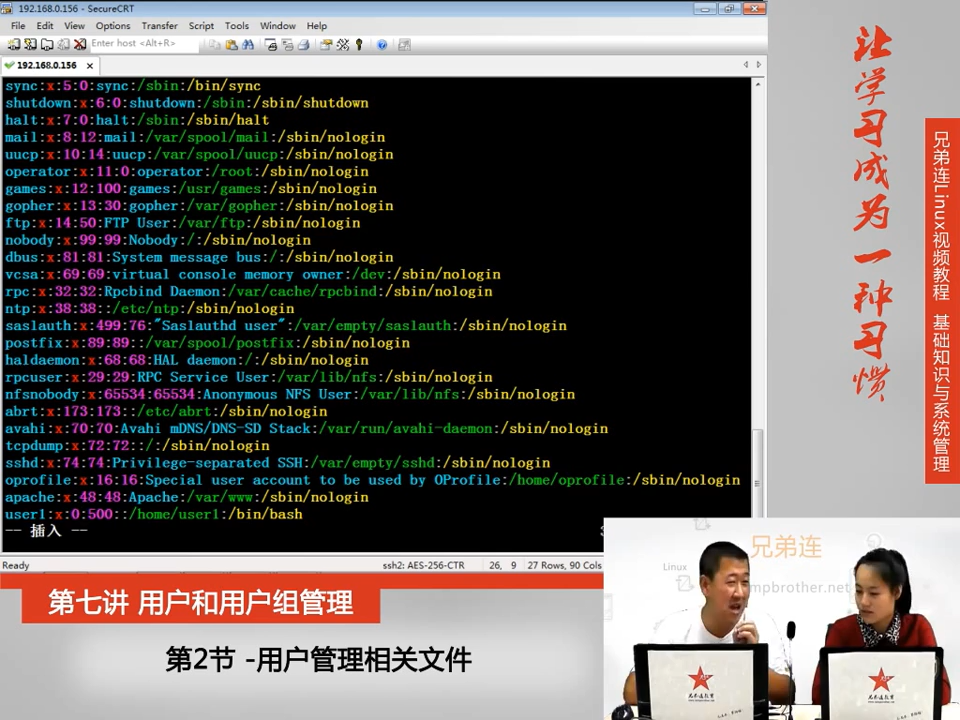 192.168.0.156 - SecureCRT
File Edit View Options Transfer Script Tools Window Help
Enter host <Alt+R>
192.168.0.156
sync:x:5:0:sync:/sbin:/bin/sync
shutdown:x:6:0:shutdown:/sbin:/sbin/shutdown
halt:x:7:0:halt:/sbin:/sbin/halt
mail:x:8:12:mail:/var/spool/mail:/sbin/nologin
uucp:x:10:14:uucp:/var/spool/uucp:/sbin/nologin
operator:x:11:0:operator:/root:/sbin/nologin
games:x:12:100:games:/usr/games:/sbin/nologin
gopher:x:13:30:gopher:/var/gopher:/sbin/nologin
ftp:x:14:50:FTP User:/var/ftp:/sbin/nologin
nobody:x:99:99:Nobody:/:/sbin/nologin
dbus:x:81:81:System message bus:/:/sbin/nologin
vcsa:x:69:69:virtual console memory owner:/dev:/sbin/nologin
rpc:x:32:32:Rpcbind Daemon:/var/cache/rpcbind:/sbin/nologin
ntp:x:38:38::/etc/ntp:/sbin/nologin
saslauth:x:499:76:"Saslauthd user":/var/empty/saslauth:/sbin/nologin
postfix:x:89:89::/var/spool/postfix:/sbin/nologin
haldaemon:x:68:68:HAL daemon:/:/sbin/nologin
rpcuser:x:29:29:RPC Service User:/var/lib/nfs:/sbin/nologin
nfsnobody:x:65534:65534:Anonymous NFS User:/var/lib/nfs:/sbin/nologin
abrt:x:173:173::/etc/abrt:/sbin/nologin
avahi:x:70:70:Avahi mDNS/DNS-SD Stack:/var/run/avahi-daemon:/sbin/nologin
tcpdump:x:72:72::/:/sbin/nologin
sshd:x:74:74:Privilege-separated SSH:/var/empty/sshd:/sbin/nologin
oprofile:x:16:16:Special user account to be used by OProfile:/home/oprofile:/sbin/nologin
apache:x:48:48:Apache:/var/www:/sbin/nologin
user1:x:0:500::/home/user1:/bin/bash
-- 插入 --
Ready ssh2: AES-256-CTR 26, 9 27 Rows, 90 Cols
让学习成为一种习惯
兄弟连Linux视频教程 基础知识与系统管理
第七讲 用户和用户组管理
第2节 -用户管理相关文件
兄弟连
Linux
mpbrother.net
兄弟连教育
兄弟连教育